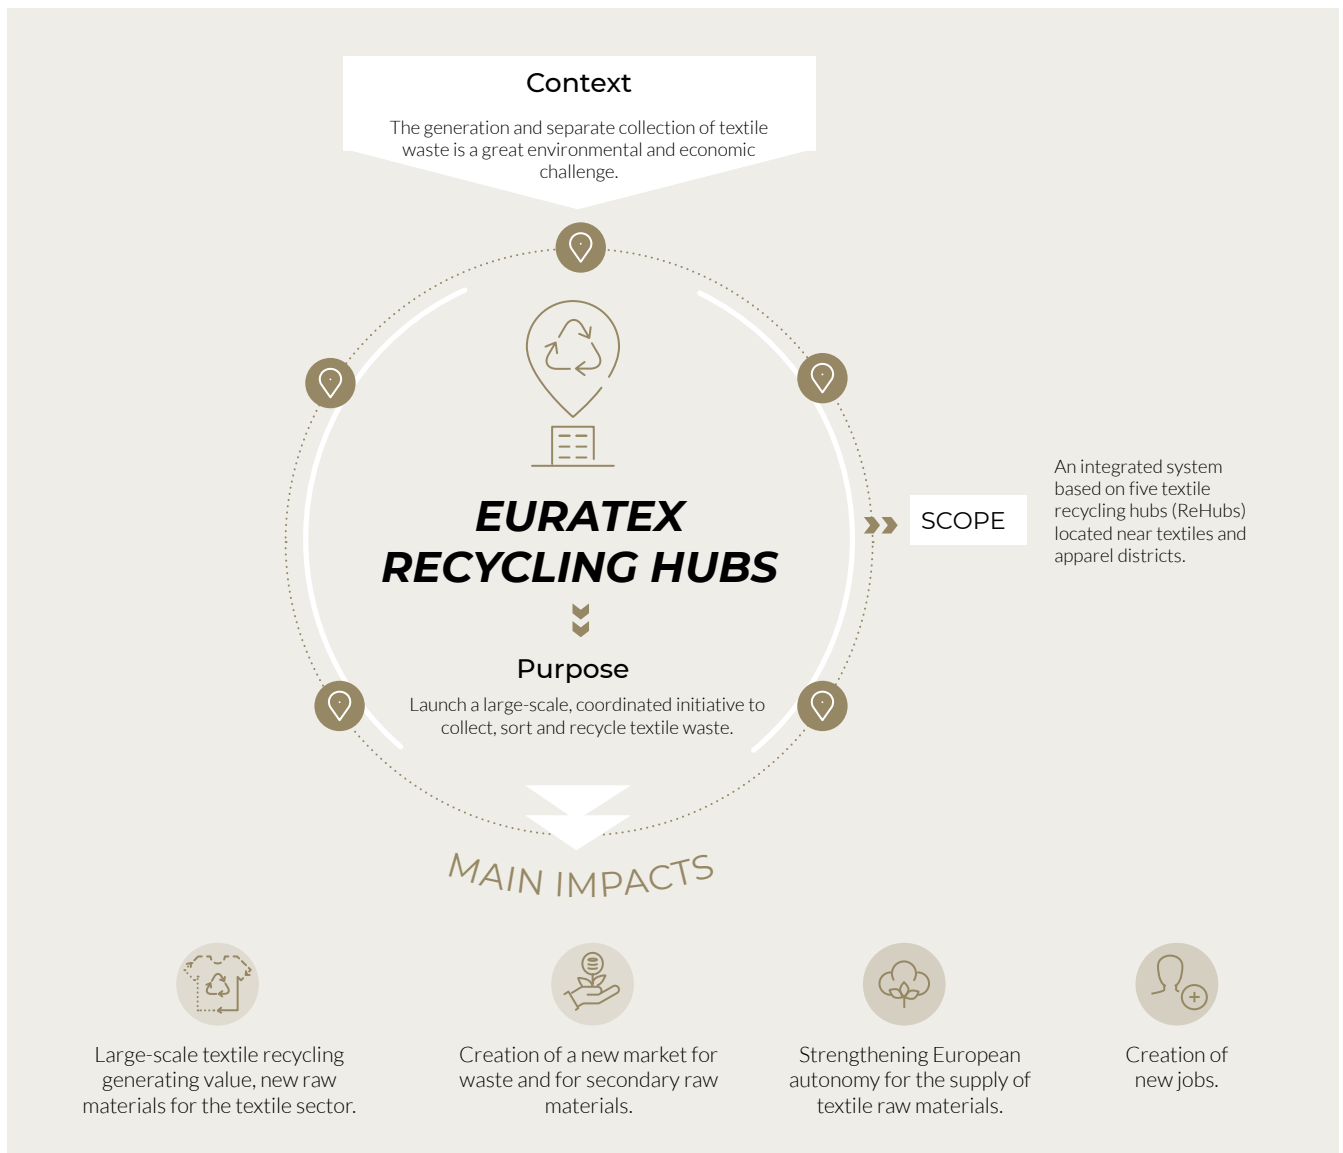 Context
The generation and separate collection of textile
waste is a great environmental and economic
challenge.
EURATEX
RECYCLING HUBS
Purpose
Launch a large-scale, coordinated initiative to
collect, sort and recycle textile waste.
SCOPE
An integrated system
based on five textile
recycling hubs (ReHubs)
located near textiles and
apparel districts.
MAIN IMPACTS
Large-scale textile recycling
generating value, new raw
materials for the textile sector.
Creation of a new market for
waste and for secondary raw
materials.
Strengthening European
autonomy for the supply of
textile raw materials.
Creation of
new jobs.